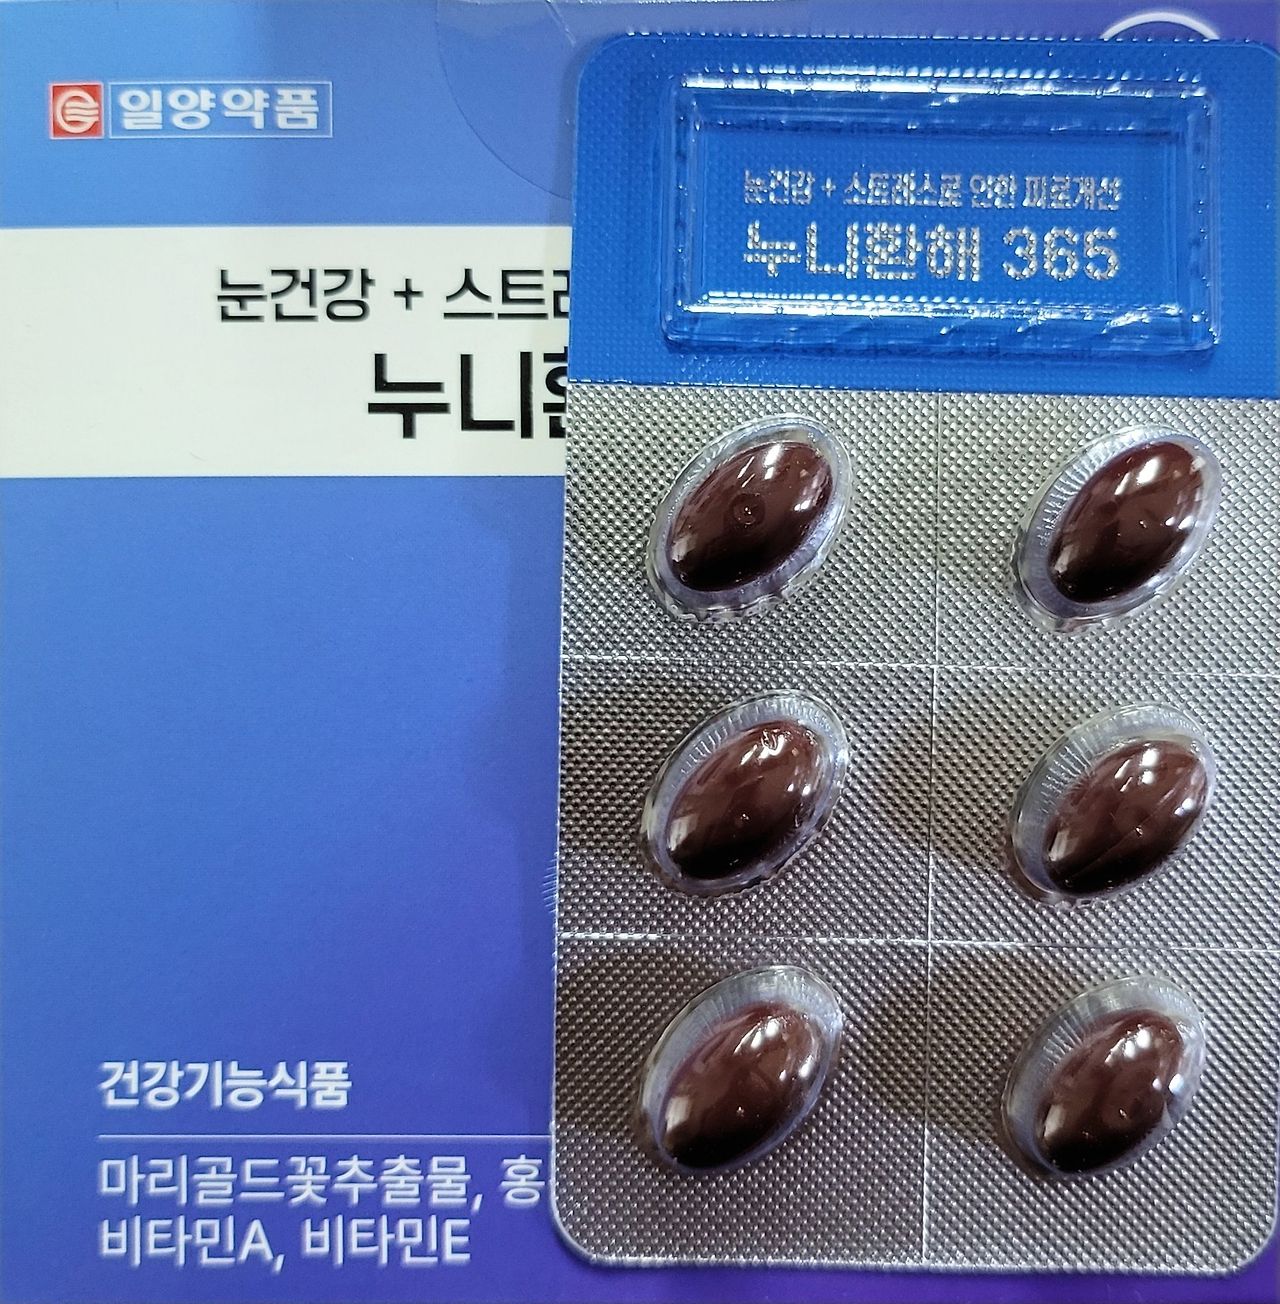 일양약품
눈건강 + 스트레
누니환
건강기능식품
마리골드꽃추출물, 홍
비타민A, 비타민E
눈건강 + 스트레스로 인한 피로개선
누니환해 365